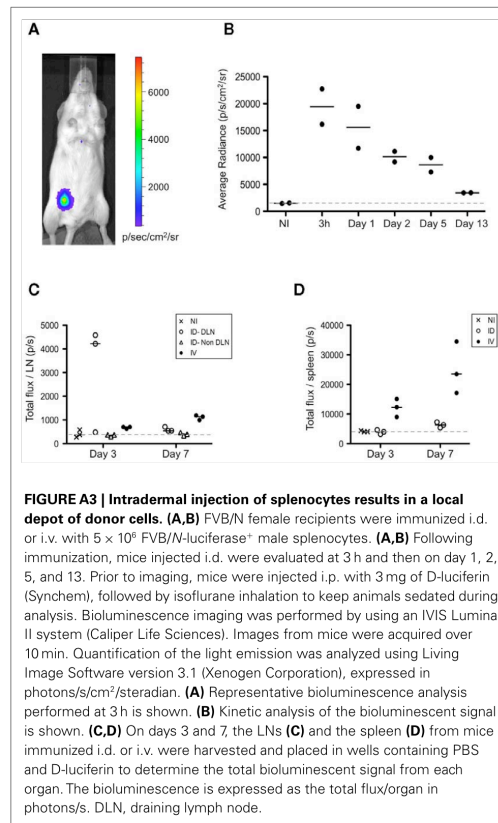 A
6000
4000
2000
p/sec/cm²/sr
B
Average Radiance (p/s/cm²/sr)
25000
20000
15000
10000
5000
0
NI 3h Day 1 Day 2 Day 5 Day 13
C
Total flux / LN (p/s)
5000
4000
3000
2000
1000
0
Day 3 Day 7
× NI
○ ID- DLN
△ ID- Non DLN
● IV
D
Total flux / spleen (p/s)
40000
30000
20000
10000
0
Day 3 Day 7
× NI
○ ID
● IV
FIGURE A3 | Intradermal injection of splenocytes results in a local
depot of donor cells. (A,B) FVB/N female recipients were immunized i.d.
or i.v. with 5 × 10⁶ FVB/N-luciferase⁺ male splenocytes. (A,B) Following
immunization, mice injected i.d. were evaluated at 3 h and then on day 1, 2,
5, and 13. Prior to imaging, mice were injected i.p. with 3 mg of D-luciferin
(Synchem), followed by isoflurane inhalation to keep animals sedated during
analysis. Bioluminescence imaging was performed by using an IVIS Lumina
II system (Caliper Life Sciences). Images from mice were acquired over
10 min. Quantification of the light emission was analyzed using Living
Image Software version 3.1 (Xenogen Corporation), expressed in
photons/s/cm²/steradian. (A) Representative bioluminescence analysis
performed at 3 h is shown. (B) Kinetic analysis of the bioluminescent signal
is shown. (C,D) On days 3 and 7, the LNs (C) and the spleen (D) from mice
immunized i.d. or i.v. were harvested and placed in wells containing PBS
and D-luciferin to determine the total bioluminescent signal from each
organ. The bioluminescence is expressed as the total flux/organ in
photons/s. DLN, draining lymph node.